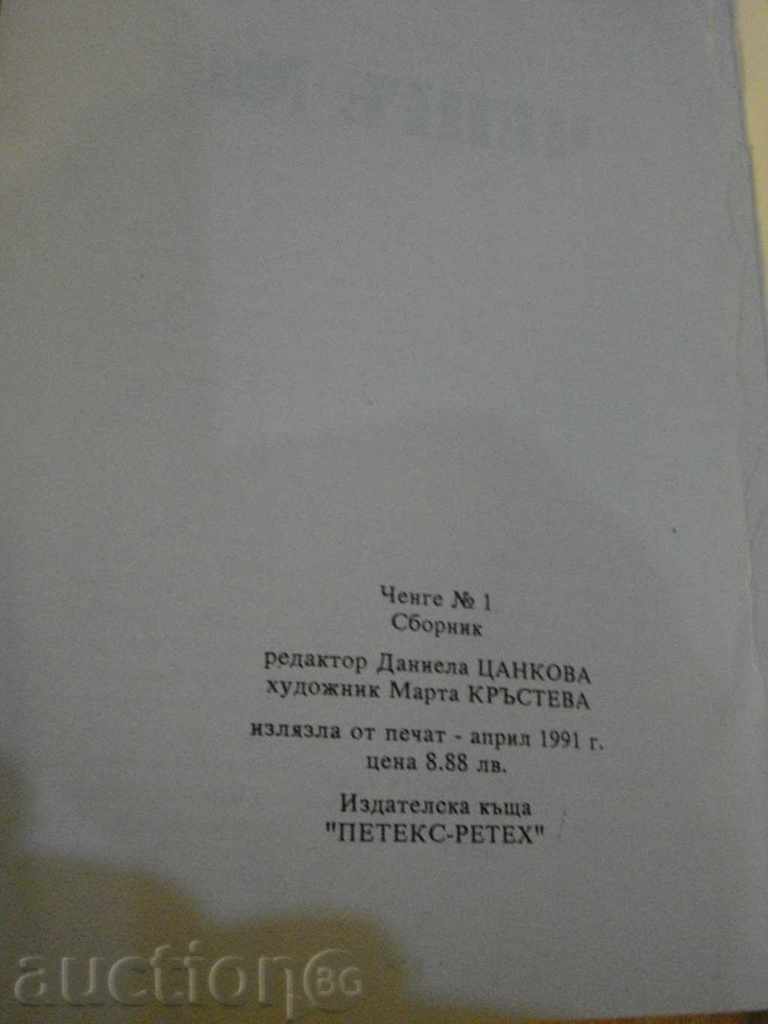 Ченге № 1
Сборник
редактор Даниела ЦАНКОВА
художник Марта КРЪСТЕВА
излязла от печат - април 1991 г.
цена 8.88 лв.
Издателска къща
"ПЕТЕКС-PETEX"
auction BG